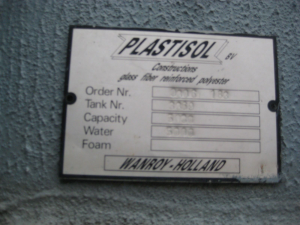 PLASTISOL BV
Constructions
glass fiber reinforced polyester
Order Nr.
Tank Nr.
Capacity
Water
Foam
WANROY-HOLLAND